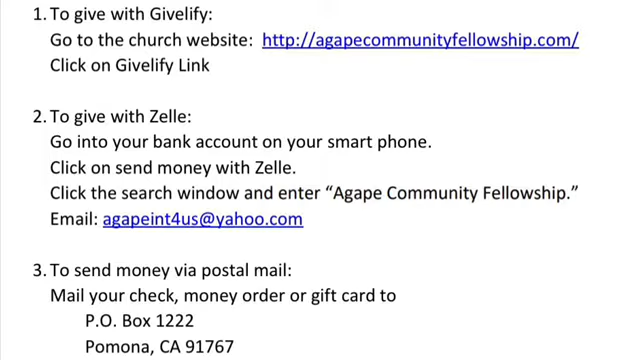 1. To give with Givelify:
Go to the church website: http://agapecommunityfellowship.com/
Click on Givelify Link
2. To give with Zelle:
Go into your bank account on your smart phone.
Click on send money with Zelle.
Click the search window and enter “Agape Community Fellowship.”
Email: agapeint4us@yahoo.com
3. To send money via postal mail:
Mail your check, money order or gift card to
P.O. Box 1222
Pomona, CA 91767